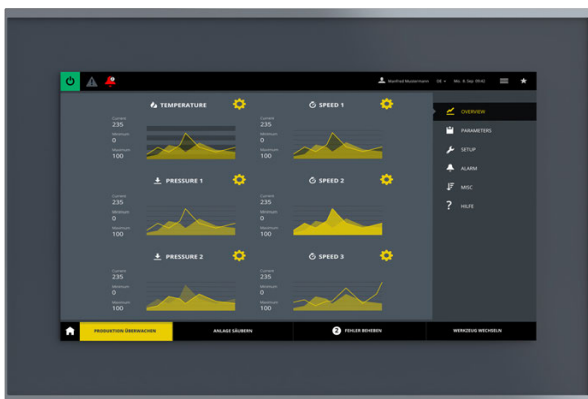 Manfred Mustermann DE Mo. 8. Sep. 09:42
TEMPERATURE
Current
235
Minimum
0
Maximum
100
SPEED 1
Current
235
Minimum
0
Maximum
100
PRESSURE 1
Current
235
Minimum
0
Maximum
100
SPEED 2
Current
235
Minimum
0
Maximum
100
PRESSURE 2
Current
235
Minimum
0
Maximum
100
SPEED 3
Current
235
Minimum
0
Maximum
100
OVERVIEW
PARAMETERS
SETUP
ALARM
MISC
? HILFE
PRODUKTION ÜBERWACHEN
ANLAGE SÄUBERN
2 FEHLER BEHEBEN
WERKZEUG WECHSELN